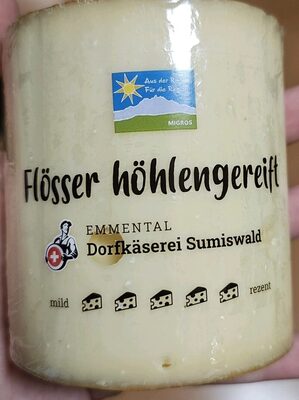 Aus der Region
Für die Region
MIGROS
Flösser höhlengereift
EMMENTAL
Dorfkäserei Sumiswald
mild
rezent